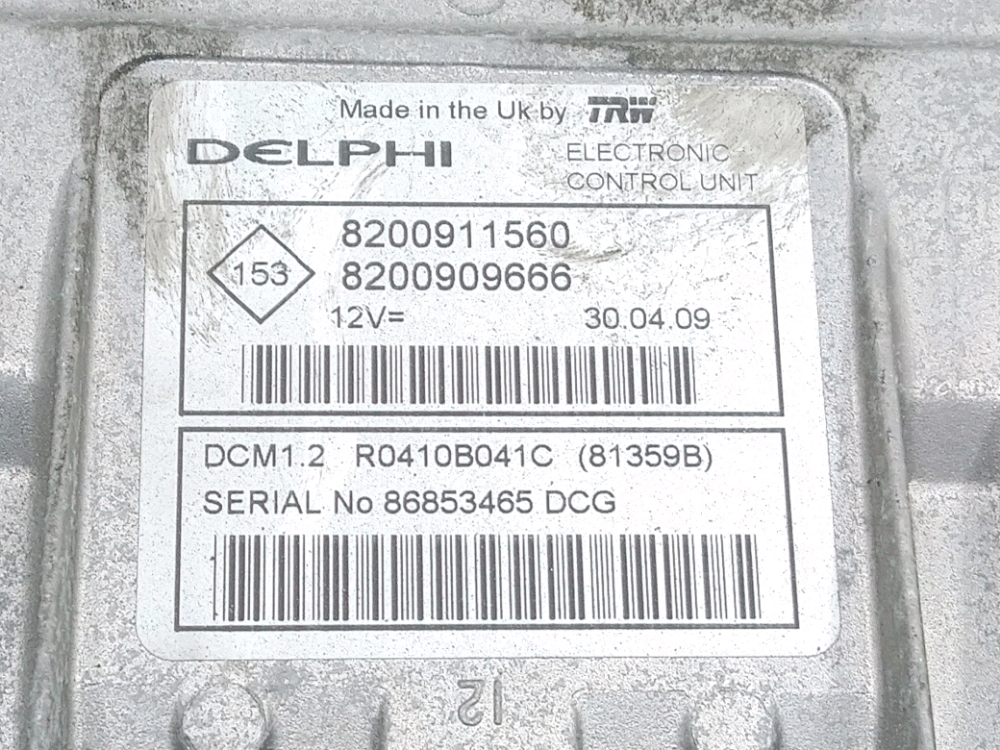 Made in the Uk by TRW
DELPHI
ELECTRONIC
CONTROL UNIT
153
8200911560
8200909666
12V=
30.04.09
DCM1.2 R0410B041C (81359B)
SERIAL No 86853465 DCG
12